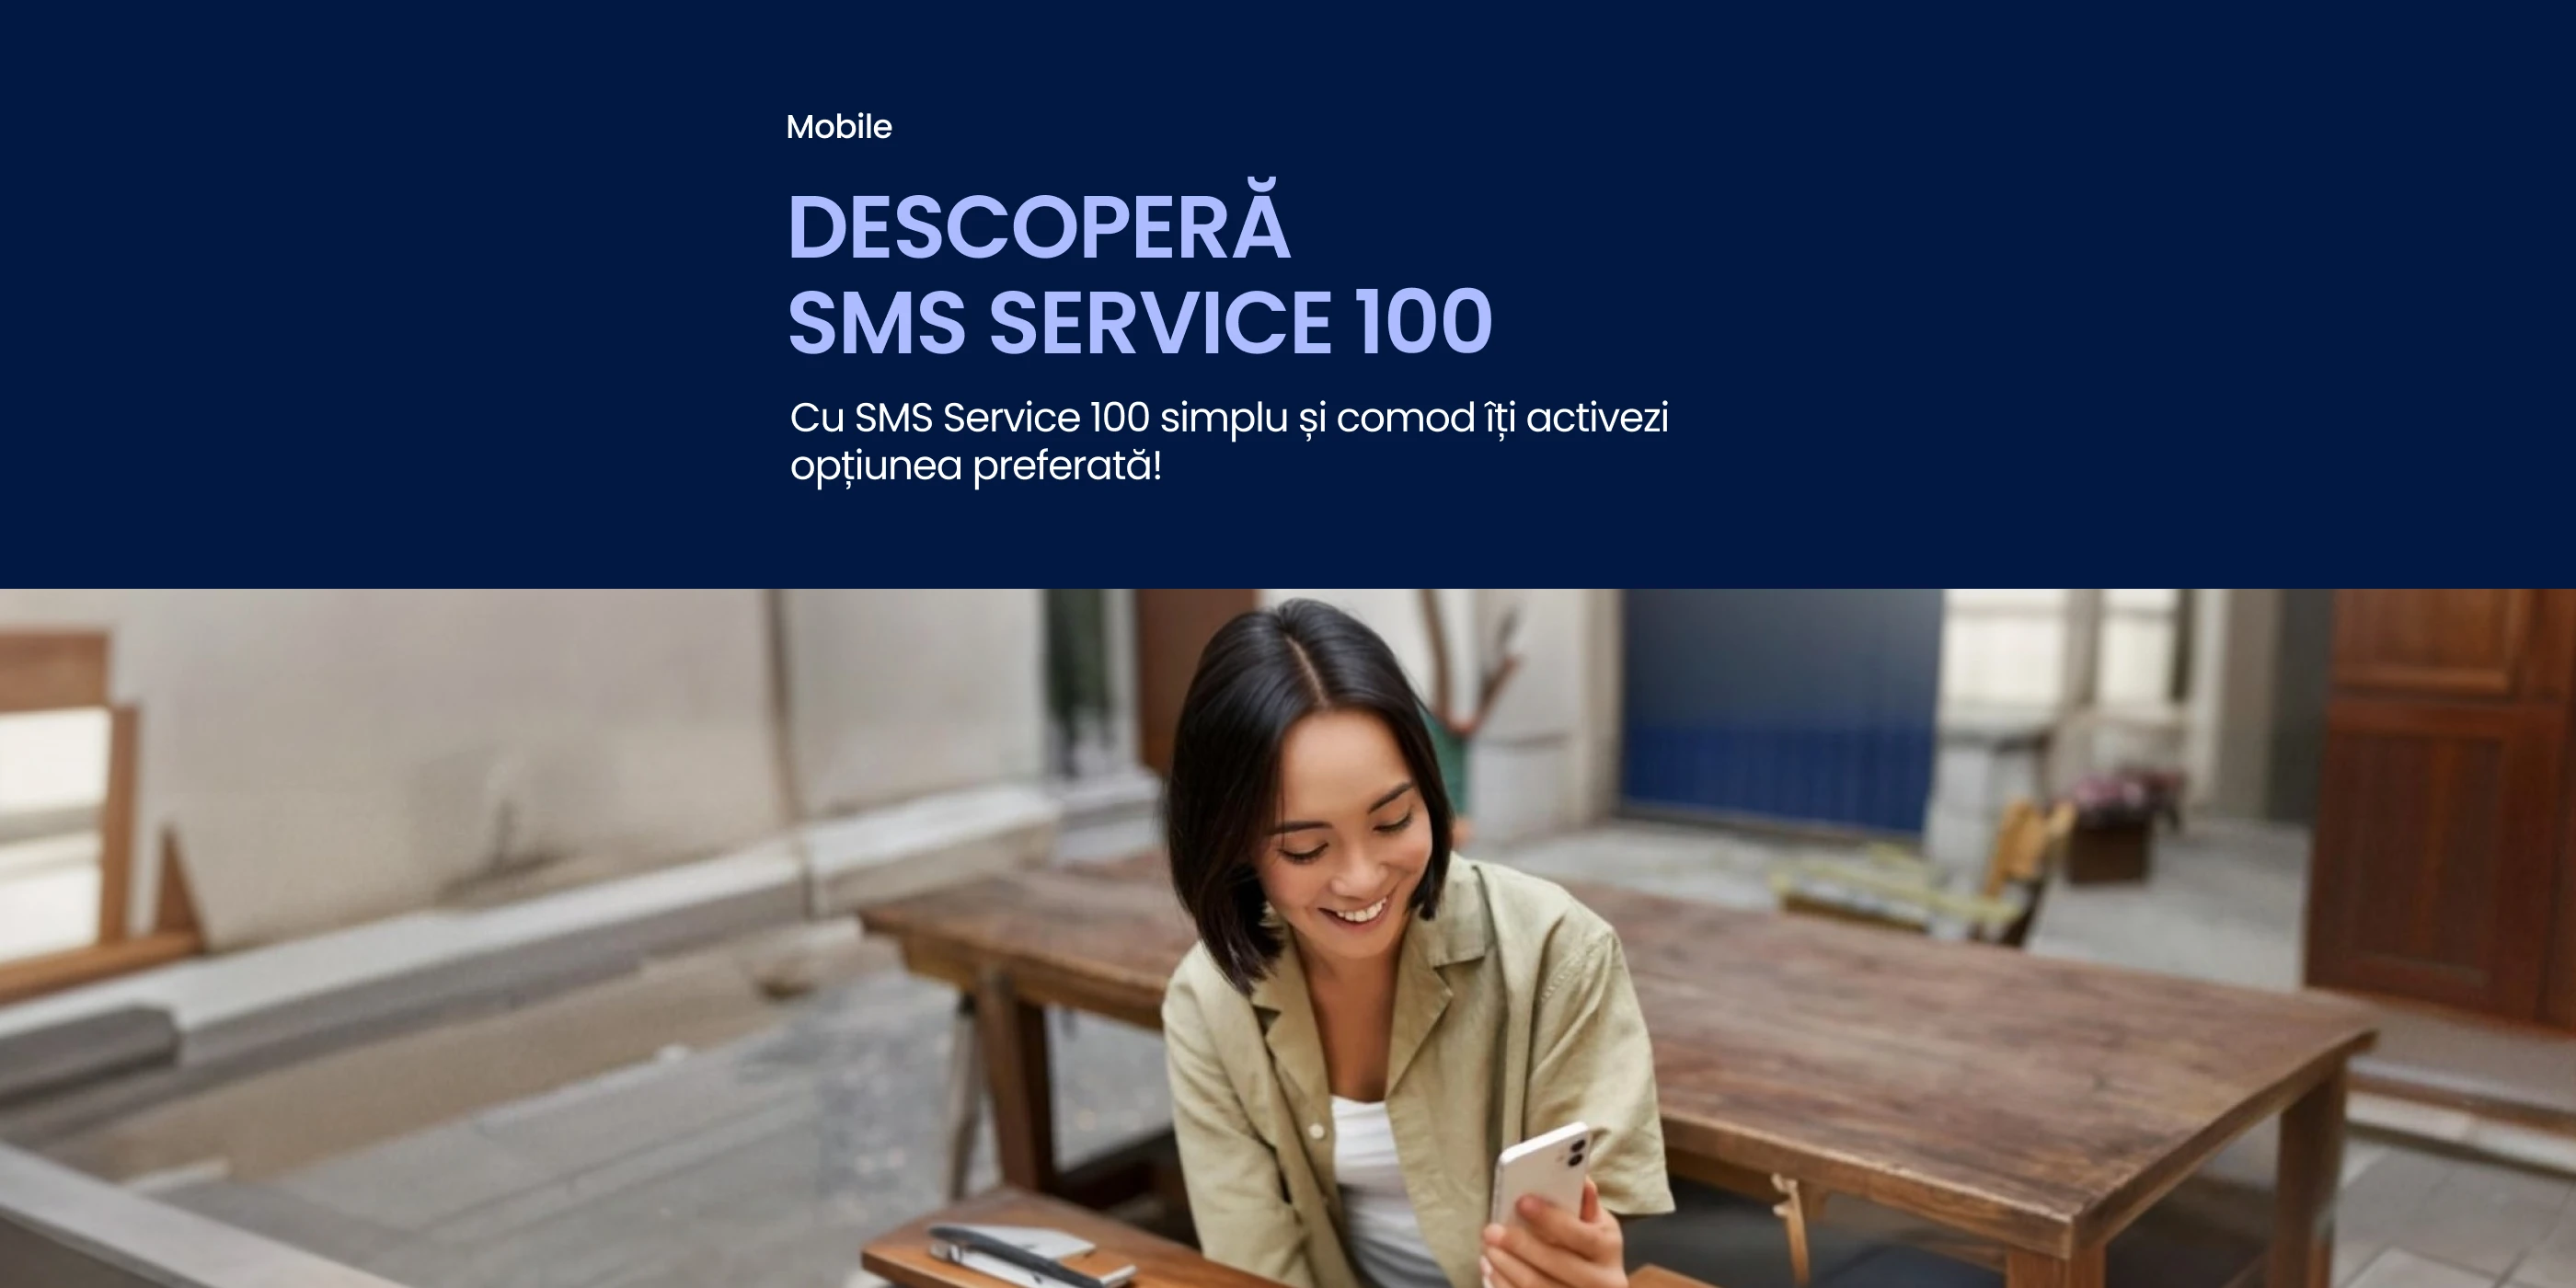 Mobile
DESCOPERĂ
SMS SERVICE 100
Cu SMS Service 100 simplu și comod îți activezi
opțiunea preferată!